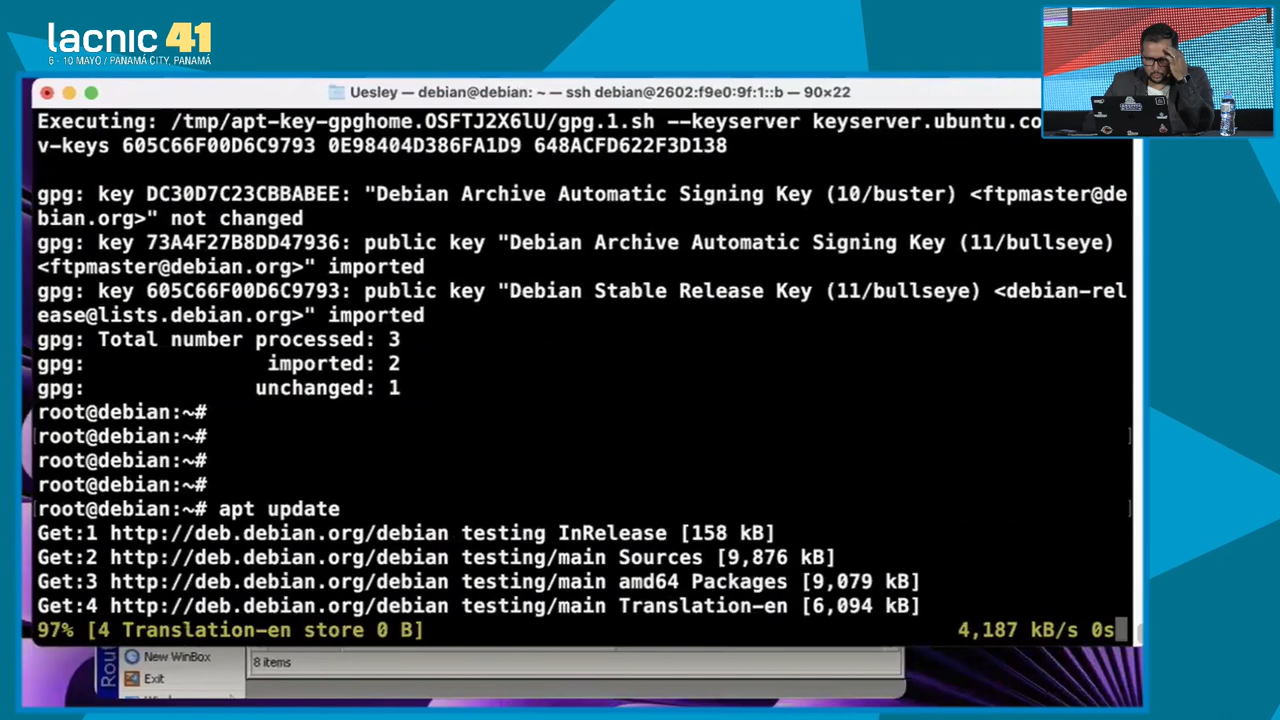 lacnic 41
6 - 10 MAYO / PANAMÁ CITY, PANAMÁ
Uesley — debian@debian: ~ — ssh debian@2602:f9e0:9f:1::b — 90×22
Executing: /tmp/apt-key-gpghome.OSFTJ2X6lU/gpg.1.sh --keyserver keyserver.ubuntu.co
v-keys 605C66F00D6C9793 0E98404D386FA1D9 648ACFD622F3D138
gpg: key DC30D7C23CBBABEE: "Debian Archive Automatic Signing Key (10/buster) <ftpmaster@de
bian.org>" not changed
gpg: key 73A4F27B8DD47936: public key "Debian Archive Automatic Signing Key (11/bullseye)
<ftpmaster@debian.org>" imported
gpg: key 605C66F00D6C9793: public key "Debian Stable Release Key (11/bullseye) <debian-rel
ease@lists.debian.org>" imported
gpg: Total number processed: 3
gpg: imported: 2
gpg: unchanged: 1
root@debian:~#
root@debian:~#
root@debian:~#
root@debian:~#
root@debian:~# apt update
Get:1 http://deb.debian.org/debian testing InRelease [158 kB]
Get:2 http://deb.debian.org/debian testing/main Sources [9,876 kB]
Get:3 http://deb.debian.org/debian testing/main amd64 Packages [9,079 kB]
Get:4 http://deb.debian.org/debian testing/main Translation-en [6,094 kB]
97% [4 Translation-en store 0 B] 4,187 kB/s 0s
New WinBox
8 items
Exit
Rou